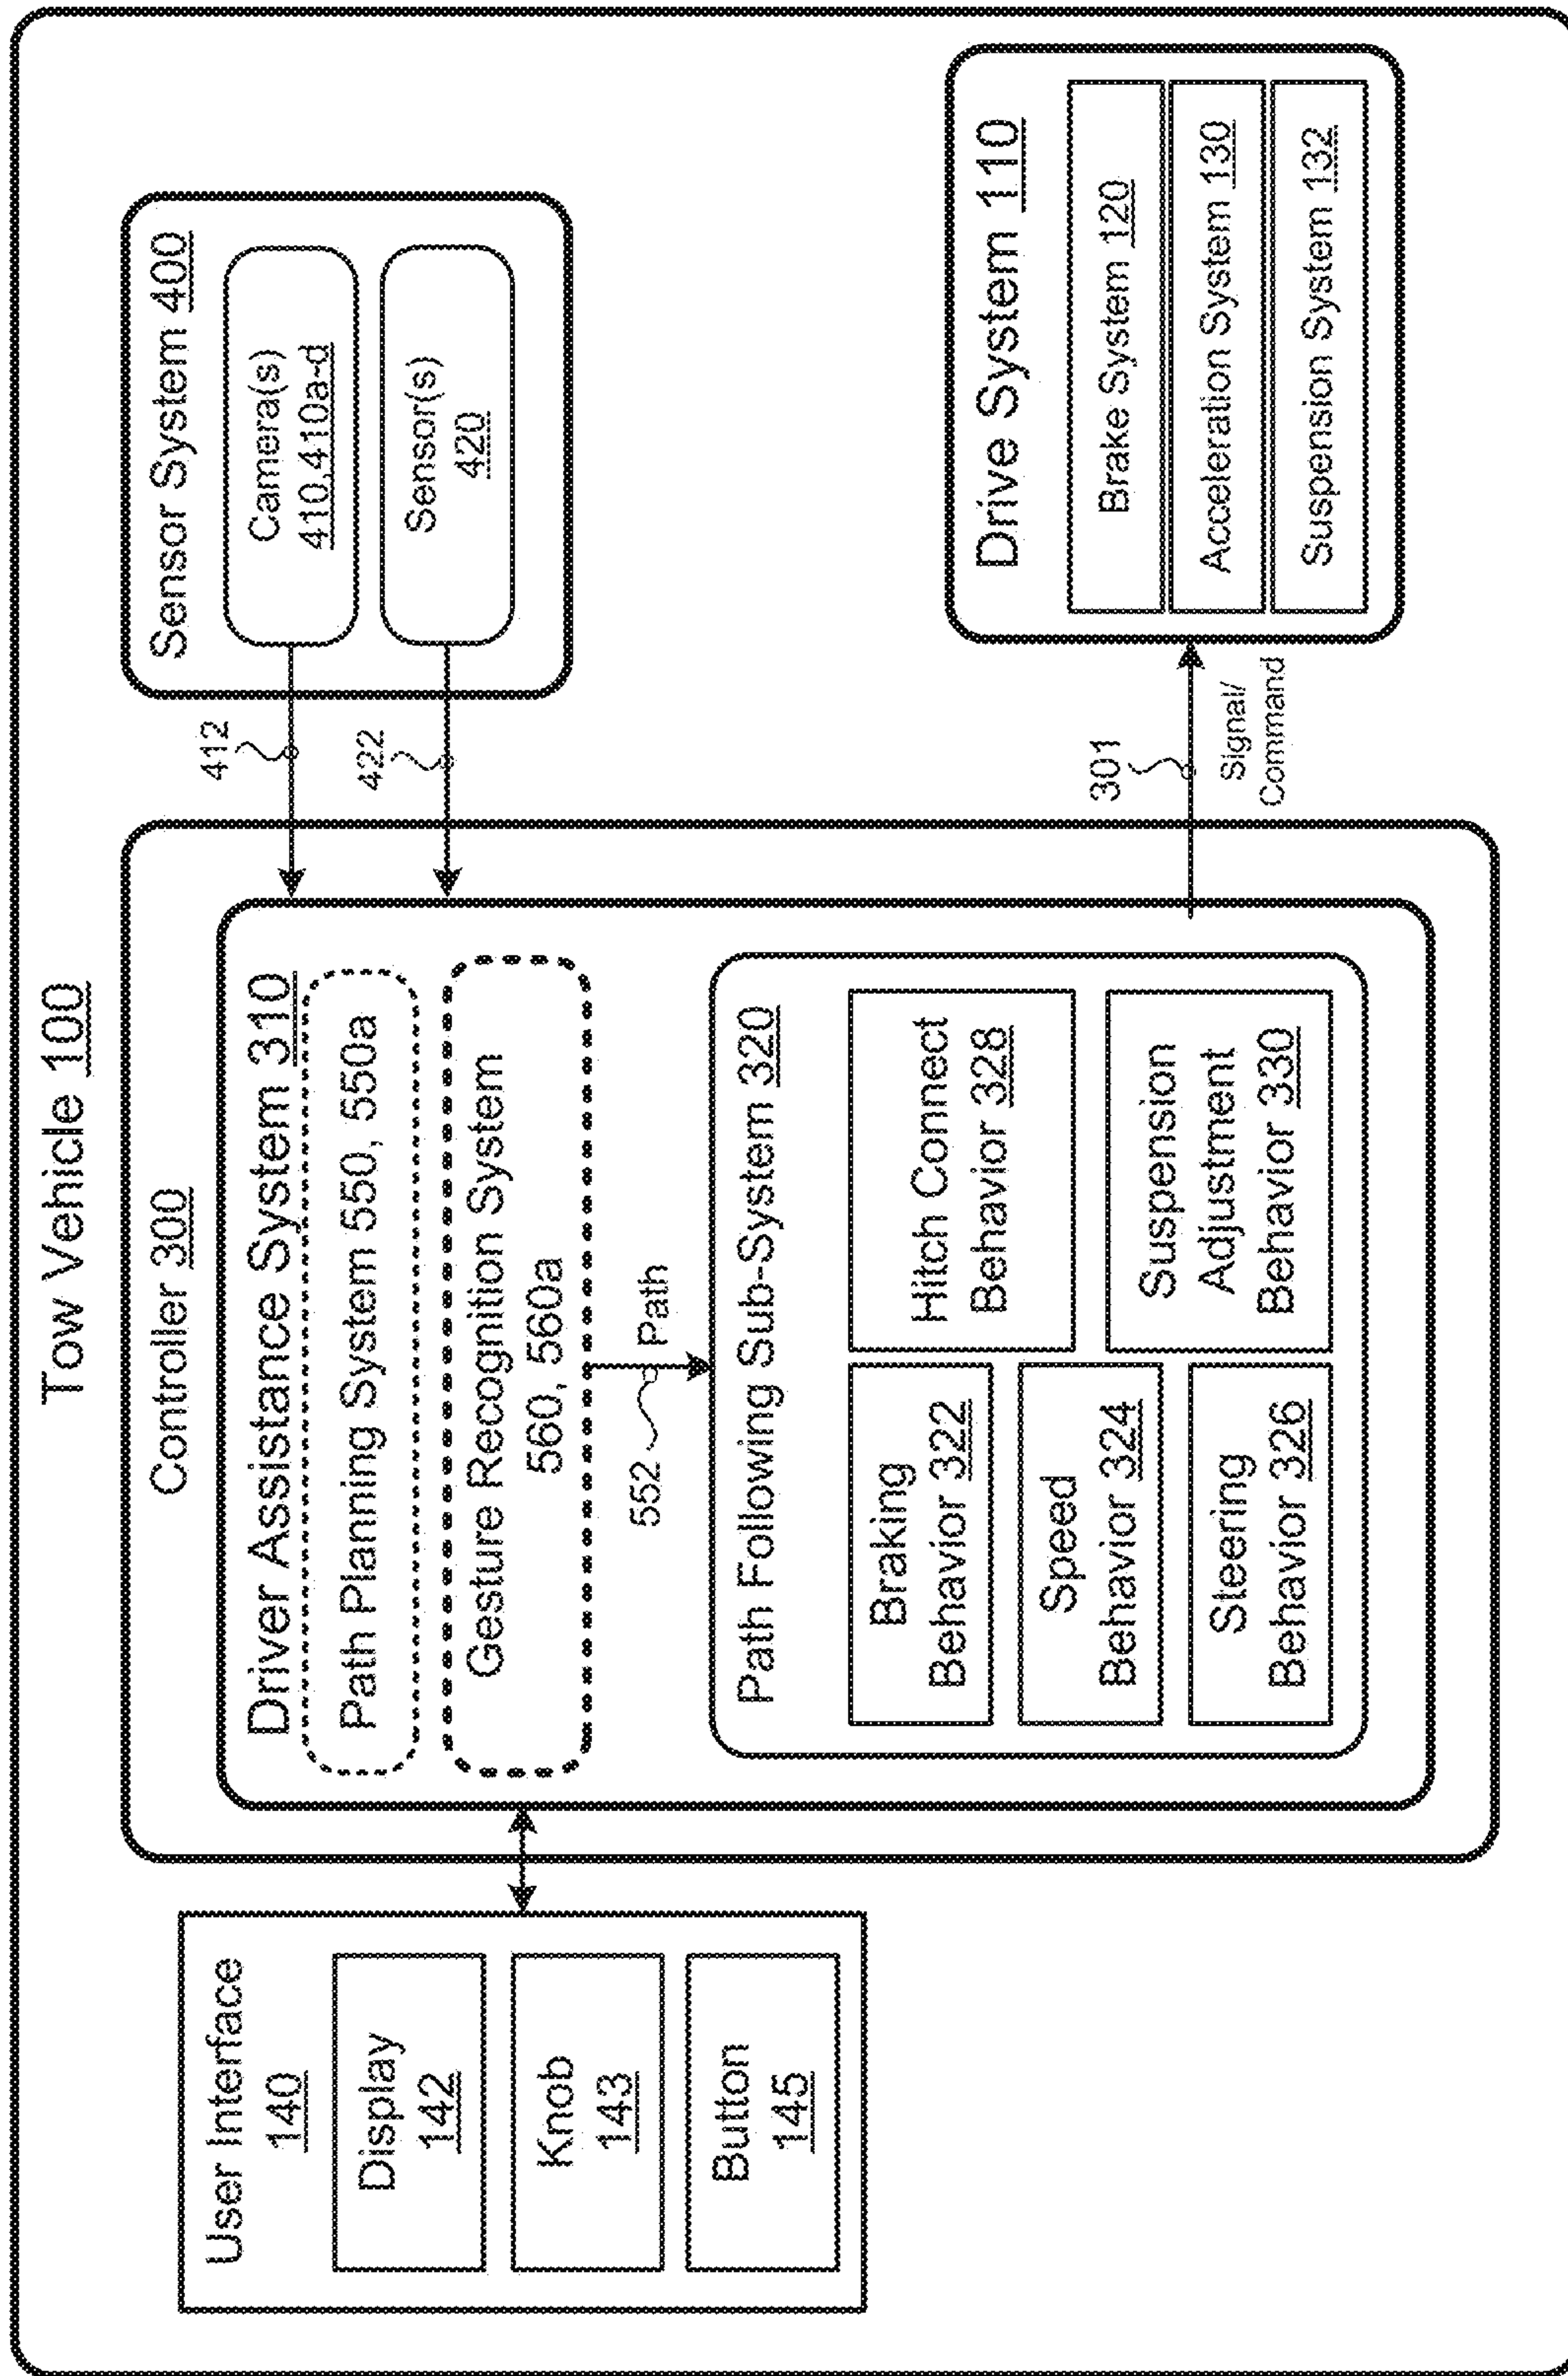 Tow Vehicle 100
User Interface
140
Display
142
Knob
143
Button
145
Controller 300
Driver Assistance System 310
Path Planning System 550, 550a
Gesture Recognition System
560, 560a
552
Path
Path Following Sub-System 320
Braking
Behavior 322
Speed
Behavior 324
Steering
Behavior 326
Hitch Connect
Behavior 328
Suspension
Adjustment
Behavior 330
412
422
301
Signal/
Command
Sensor System 400
Camera(s)
410,410a-d
Sensor(s)
420
Drive System 110
Brake System 120
Acceleration System 130
Suspension System 132